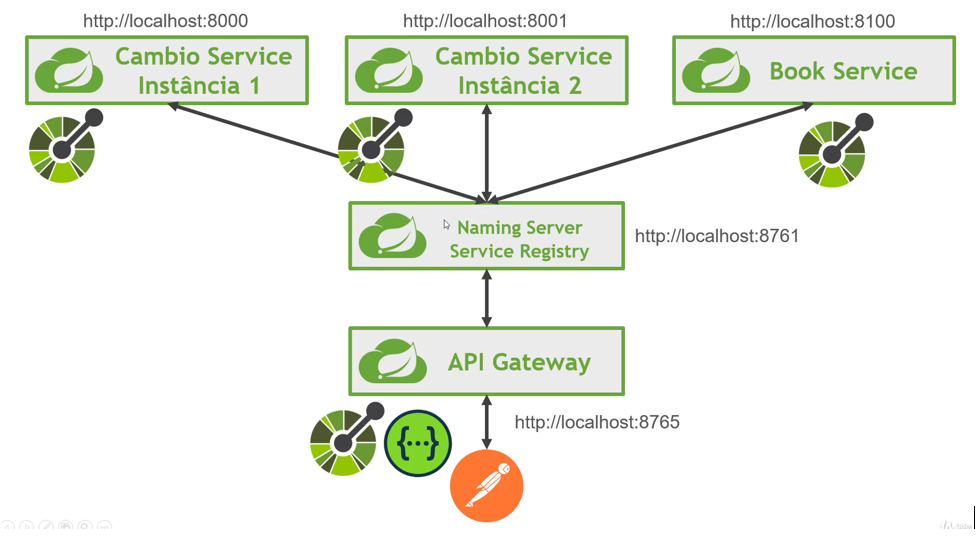 http://localhost:8000
http://localhost:8001
http://localhost:8100
Cambio Service
Instância 1
Cambio Service
Instância 2
Book Service
Naming Server
Service Registry
http://localhost:8761
API Gateway
http://localhost:8765
{...}